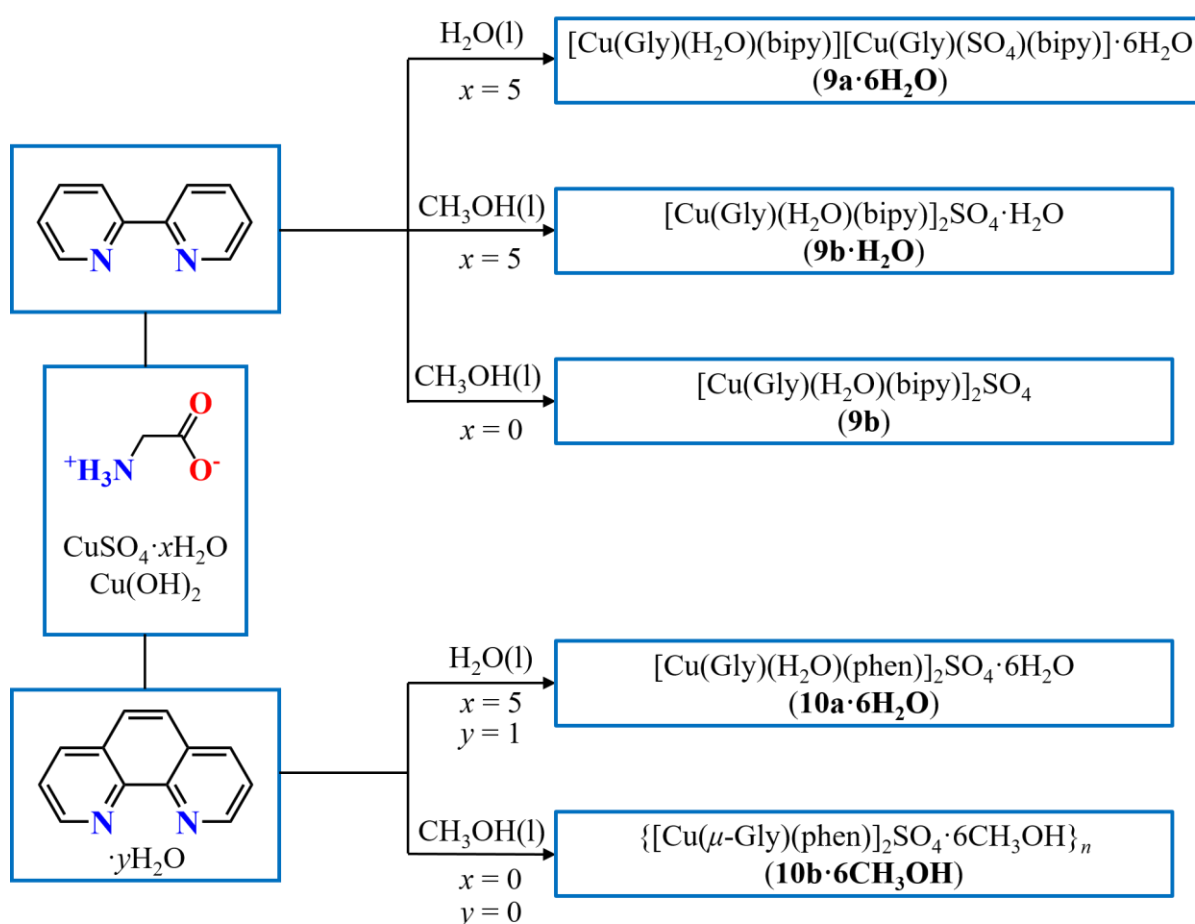 H₂O(l)
x = 5
[Cu(Gly)(H₂O)(bipy)][Cu(Gly)(SO₄)(bipy)]·6H₂O
(9a·6H₂O)
N N
CH₃OH(l)
x = 5
[Cu(Gly)(H₂O)(bipy)]₂SO₄·H₂O
(9b·H₂O)
CH₃OH(l)
x = 0
[Cu(Gly)(H₂O)(bipy)]₂SO₄
(9b)
O
⁺H₃N O⁻
CuSO₄·xH₂O
Cu(OH)₂
H₂O(l)
x = 5
y = 1
[Cu(Gly)(H₂O)(phen)]₂SO₄·6H₂O
(10a·6H₂O)
N N
·yH₂O
CH₃OH(l)
x = 0
y = 0
{[Cu(μ-Gly)(phen)]₂SO₄·6CH₃OH}ₙ
(10b·6CH₃OH)